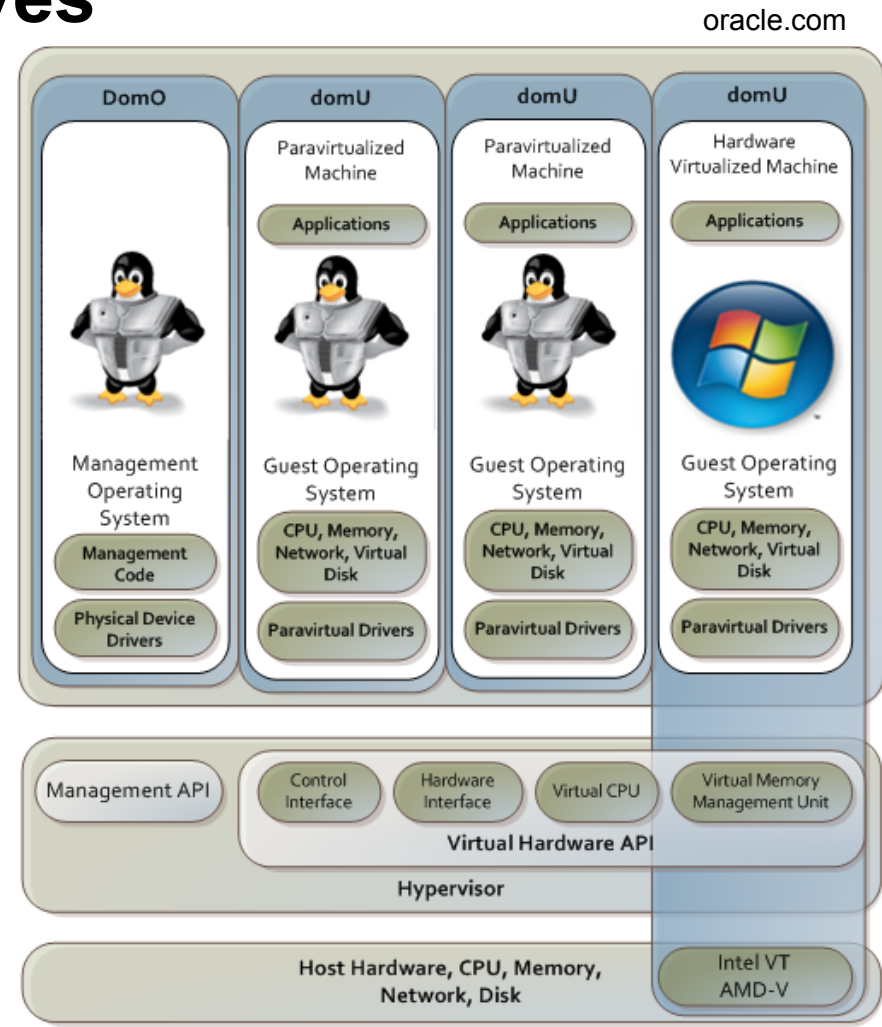 oracle.com
DomO
Management
Operating
System
Management
Code
Physical Device
Drivers
domU
Paravirtualized
Machine
Applications
Guest Operating
System
CPU, Memory,
Network, Virtual
Disk
Paravirtual Drivers
domU
Paravirtualized
Machine
Applications
Guest Operating
System
CPU, Memory,
Network, Virtual
Disk
Paravirtual Drivers
domU
Hardware
Virtualized Machine
Applications
Guest Operating
System
CPU, Memory,
Network, Virtual
Disk
Paravirtual Drivers
Management API
Control
Interface
Hardware
Interface
Virtual CPU
Virtual Memory
Management Unit
Virtual Hardware API
Hypervisor
Host Hardware, CPU, Memory,
Network, Disk
Intel VT
AMD-V